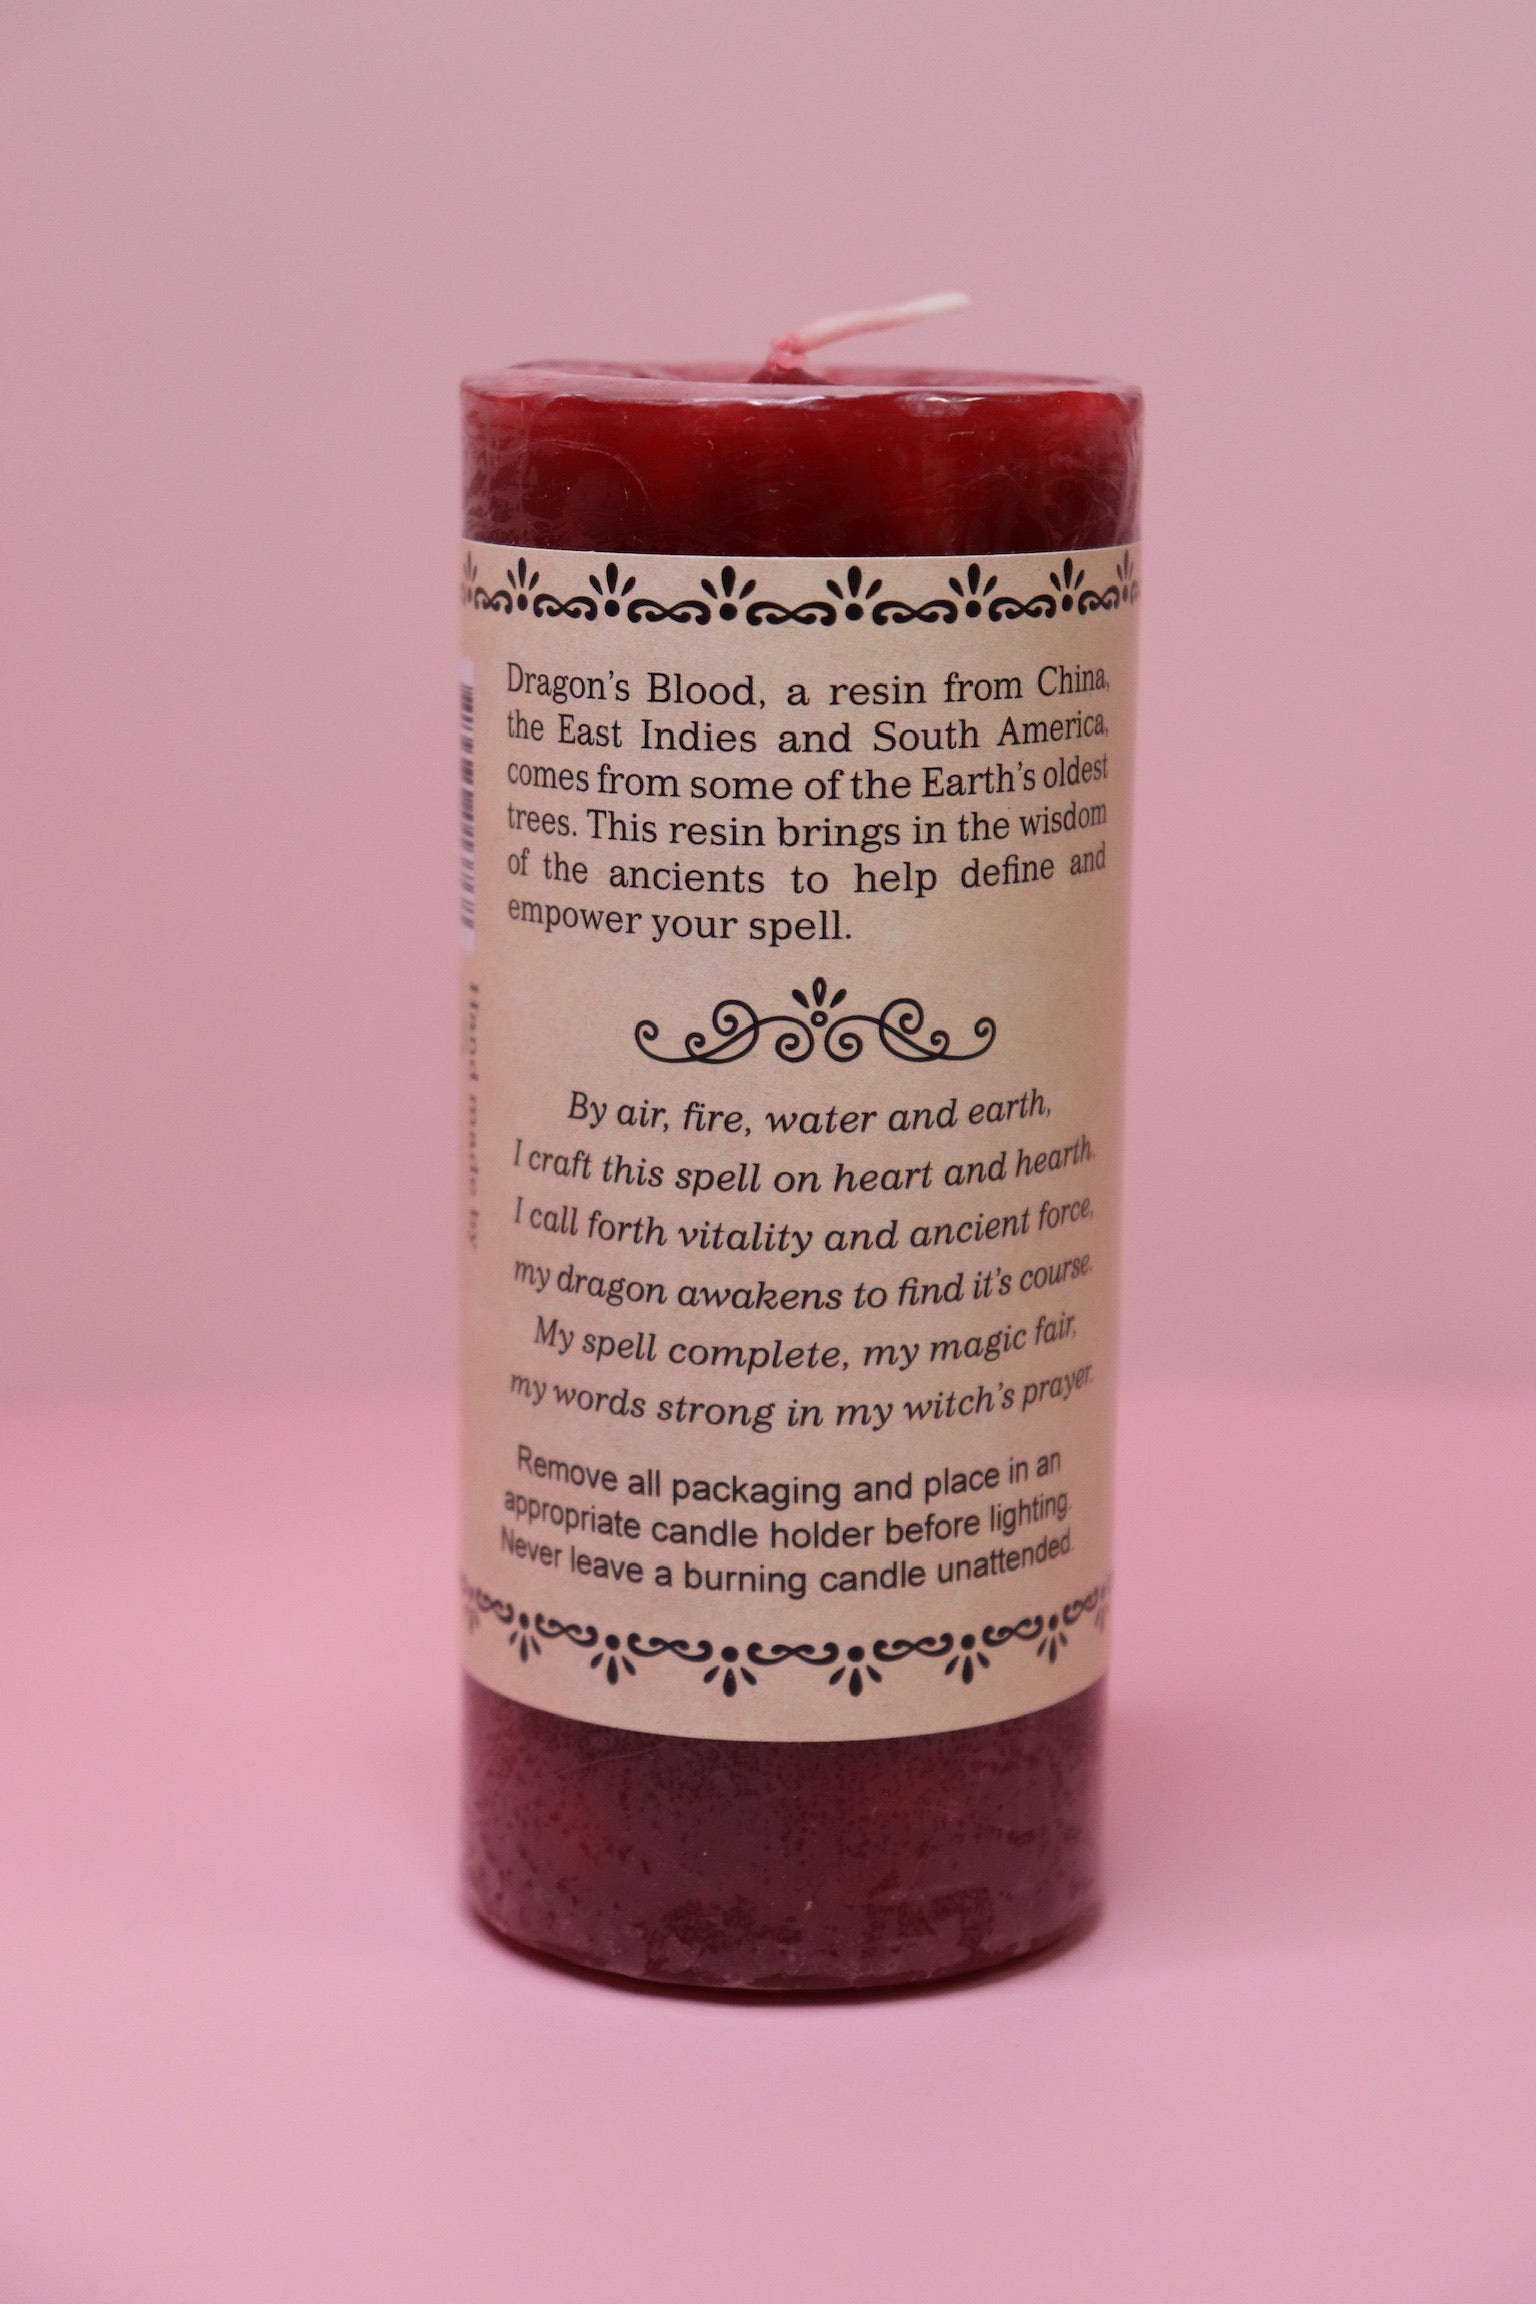 Dragon's Blood, a resin from China,
the East Indies and South America,
comes from some of the Earth's oldest
trees. This resin brings in the wisdom
of the ancients to help define and
empower your spell.
By air, fire, water and earth,
I craft this spell on heart and hearth.
I call forth vitality and ancient force,
my dragon awakens to find it's course.
My spell complete, my magic fair,
my words strong in my witch's prayer.
Remove all packaging and place in an
appropriate candle holder before lighting.
Never leave a burning candle unattended.
Hand made by